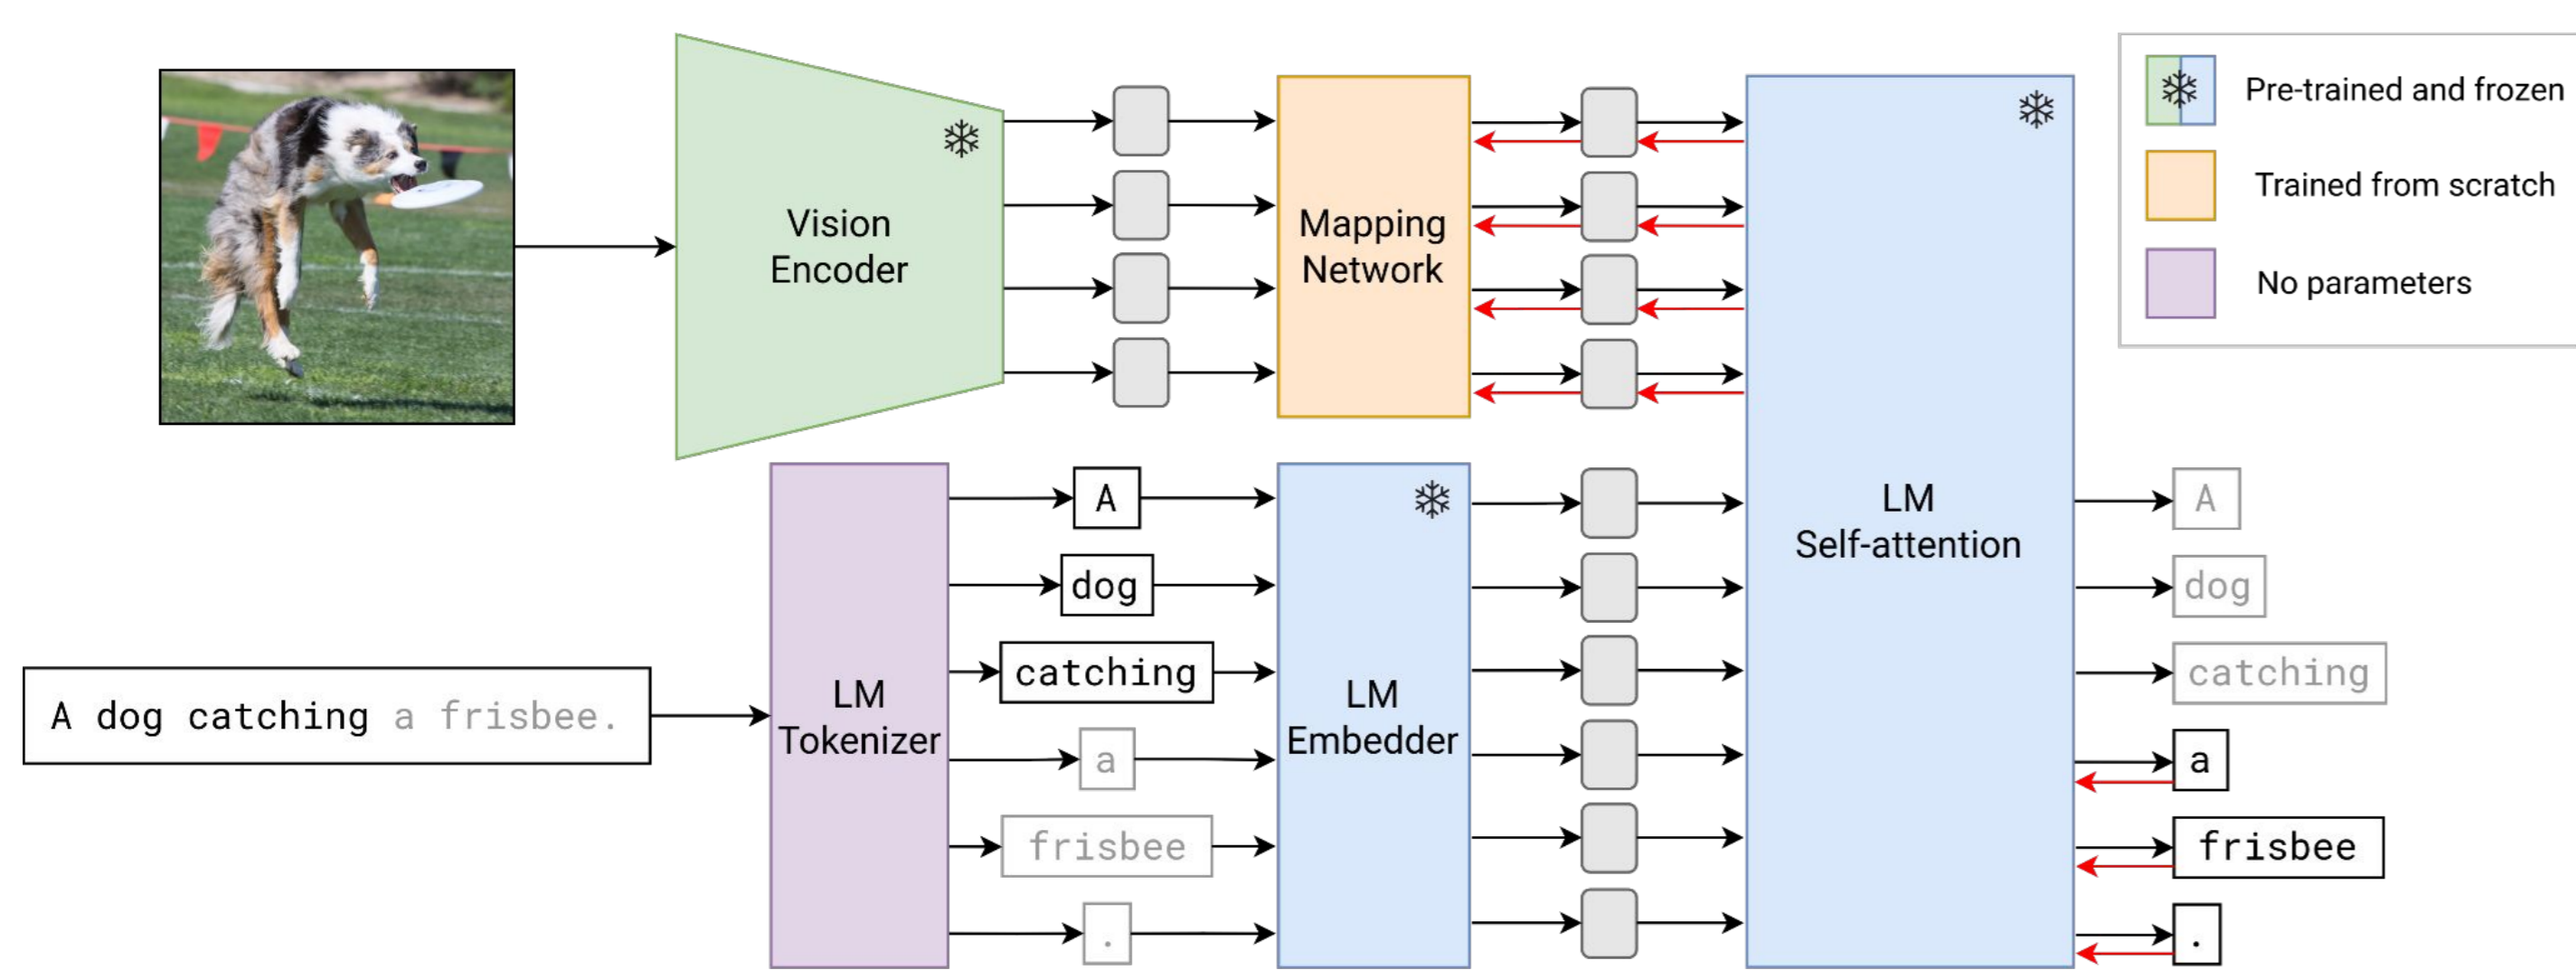 Vision
Encoder
Mapping
Network
Pre-trained and frozen
Trained from scratch
No parameters
A dog catching a frisbee.
LM
Tokenizer
A
dog
catching
a
frisbee
.
LM
Embedder
LM
Self-attention
A
dog
catching
a
frisbee
.